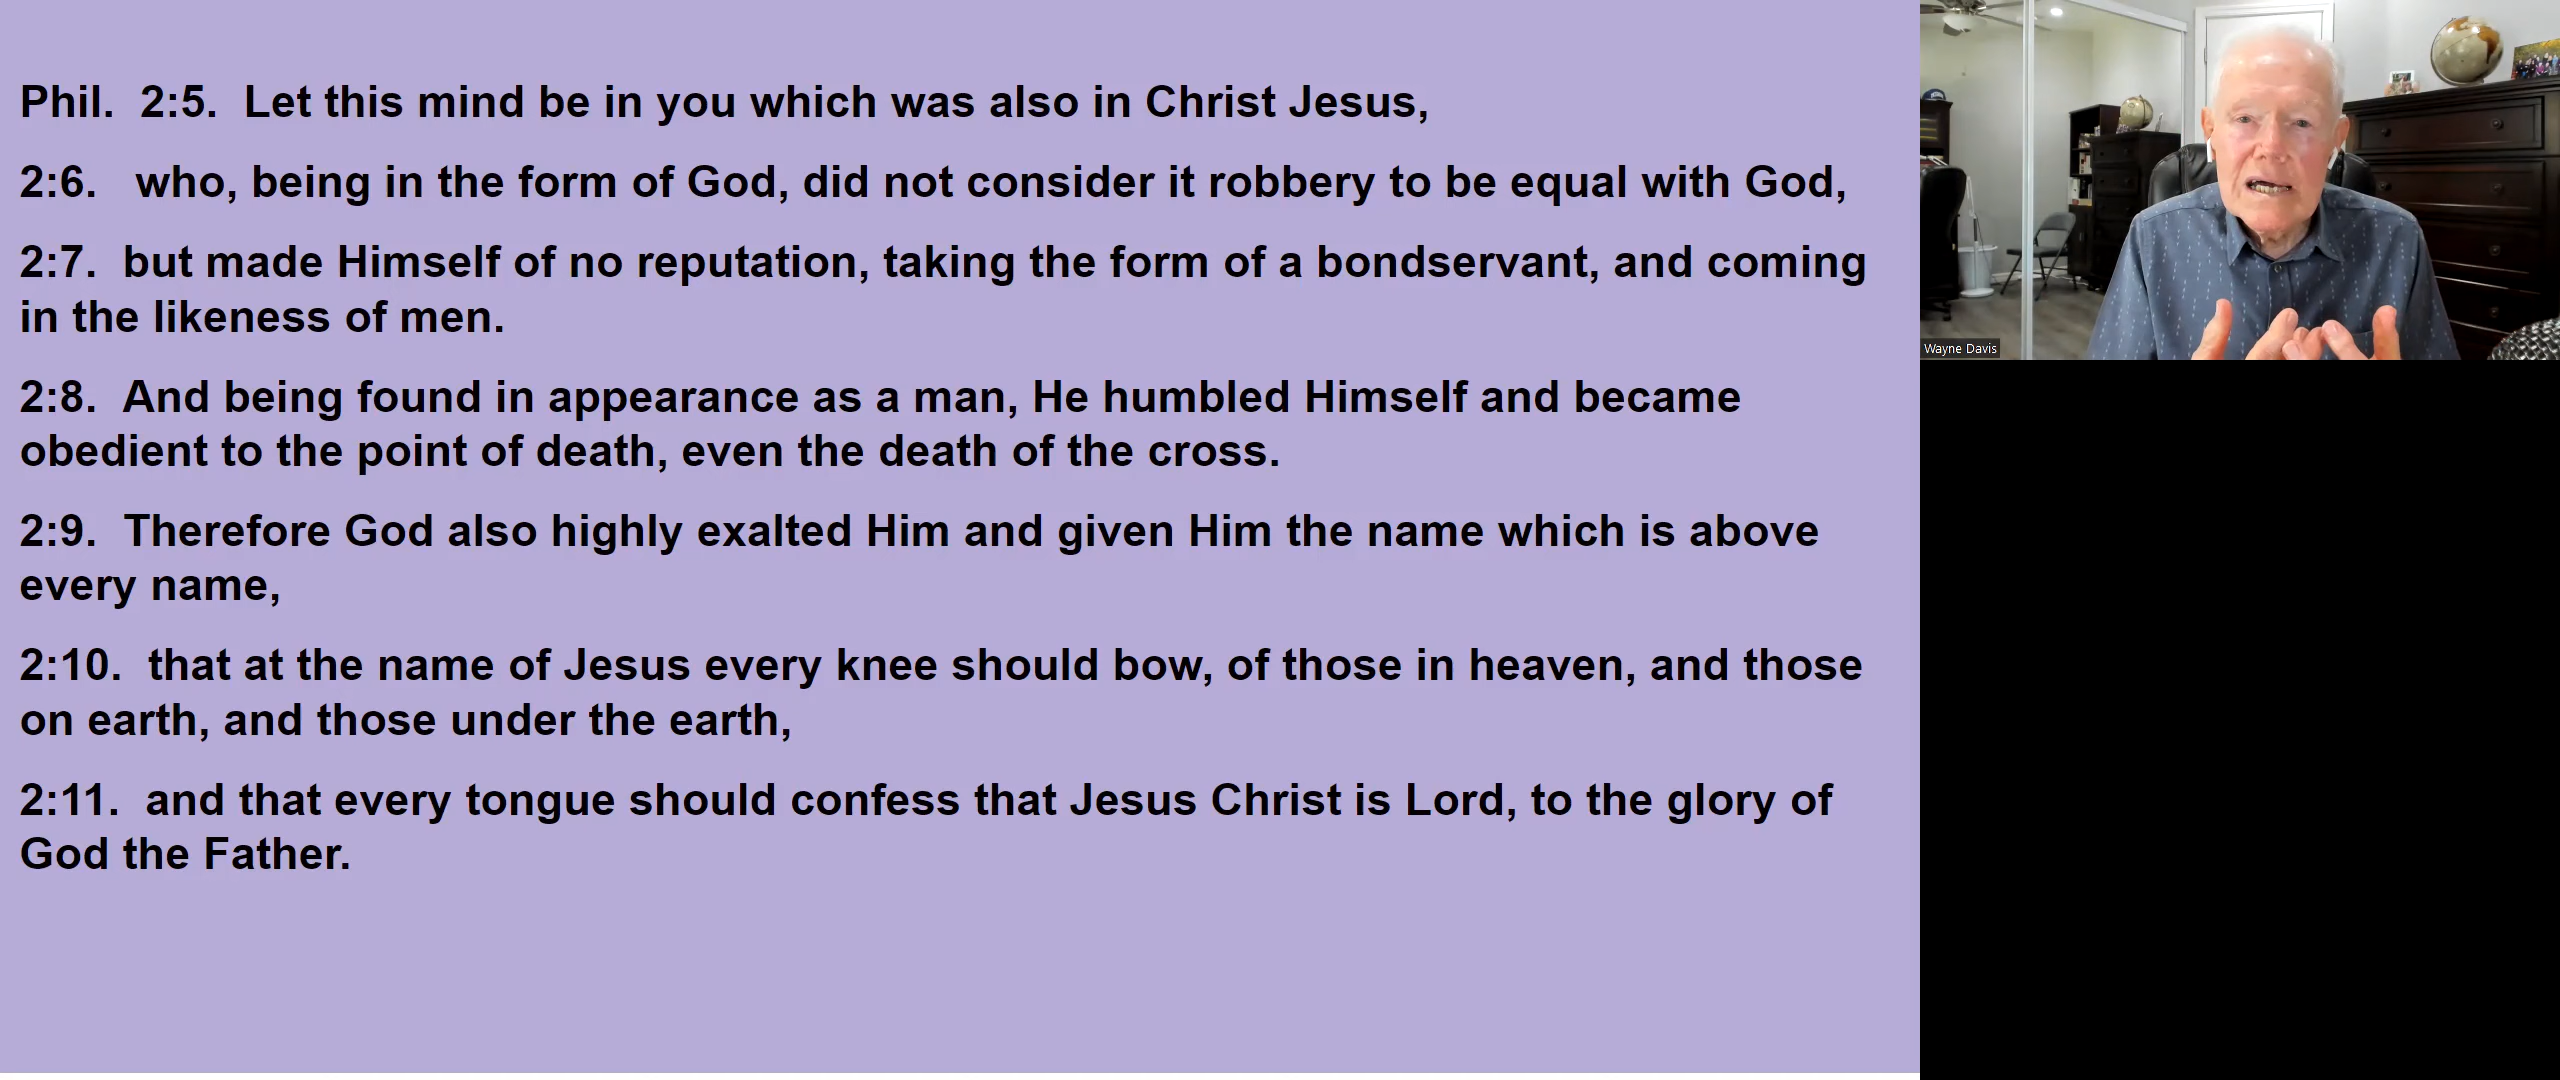 Phil. 2:5. Let this mind be in you which was also in Christ Jesus,
2:6. who, being in the form of God, did not consider it robbery to be equal with God,
2:7. but made Himself of no reputation, taking the form of a bondservant, and coming
in the likeness of men.
2:8. And being found in appearance as a man, He humbled Himself and became
obedient to the point of death, even the death of the cross.
2:9. Therefore God also highly exalted Him and given Him the name which is above
every name,
2:10. that at the name of Jesus every knee should bow, of those in heaven, and those
on earth, and those under the earth,
2:11. and that every tongue should confess that Jesus Christ is Lord, to the glory of
God the Father.
Wayne Davis